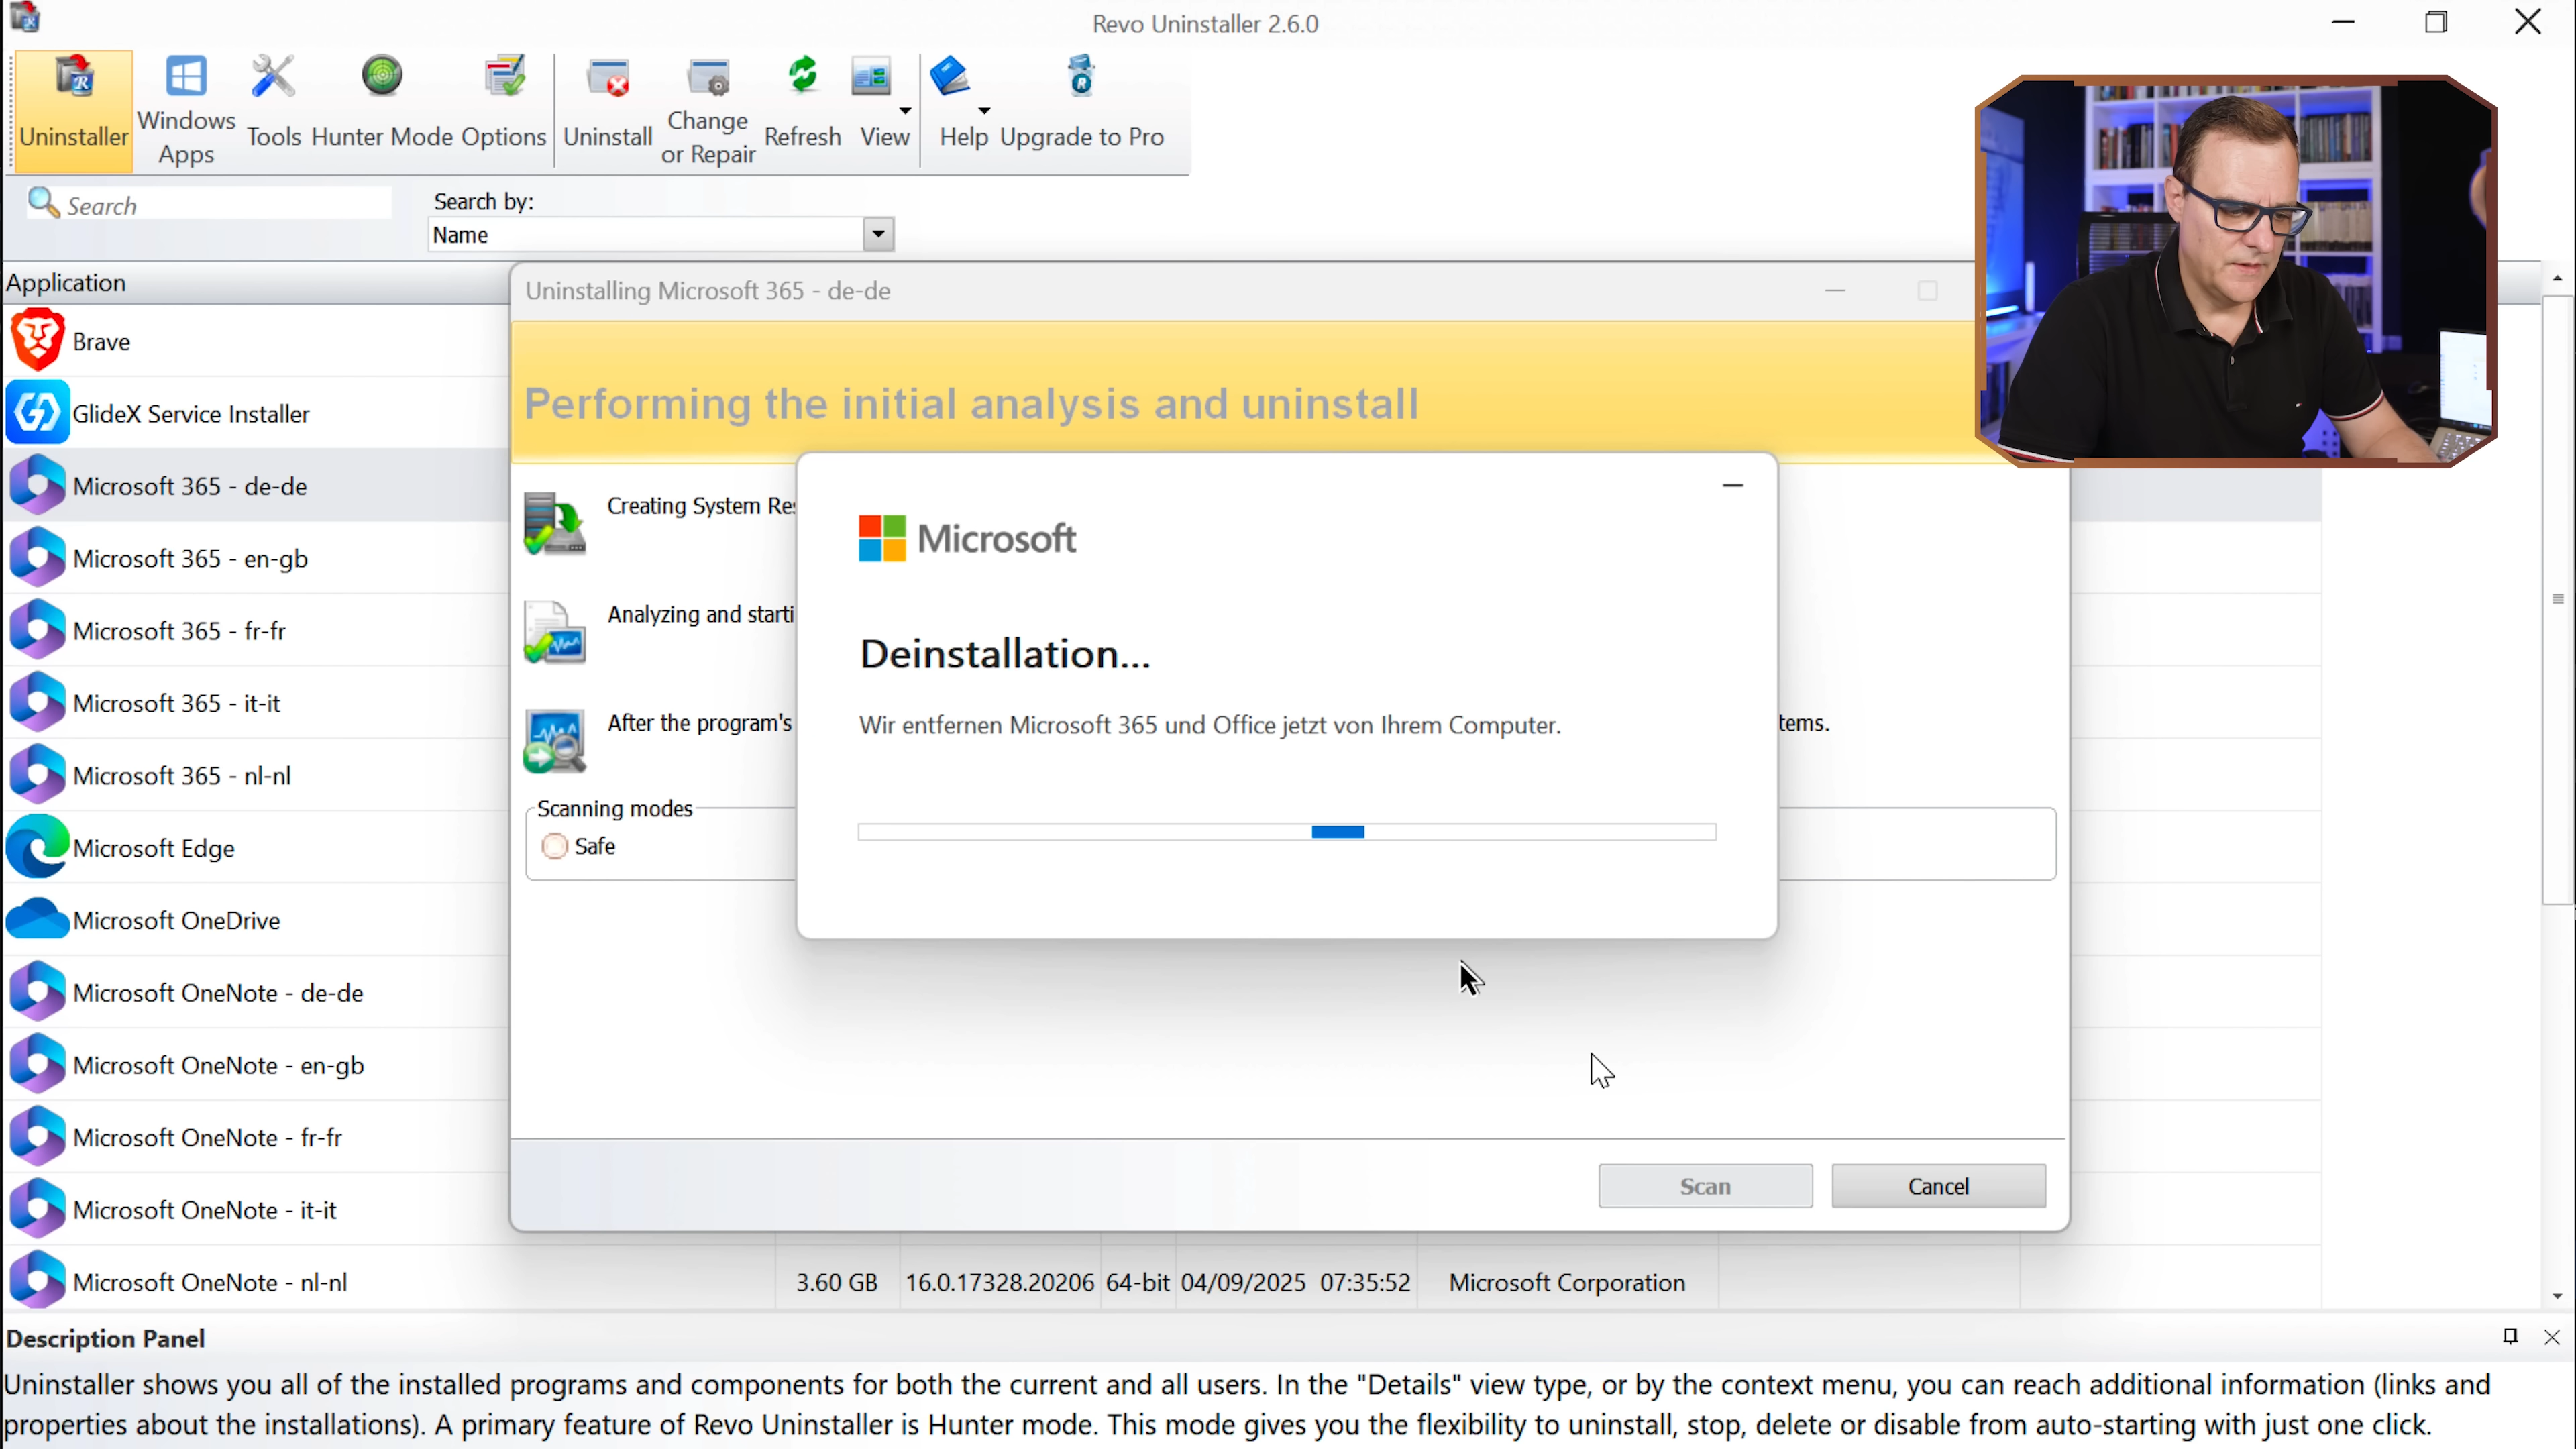 Revo Uninstaller 2.6.0
Uninstaller
Windows Apps
Tools
Hunter Mode
Options
Uninstall
Change or Repair
Refresh
View
Help
Upgrade to Pro
Search
Search by:
Name
Application
Brave
GlideX Service Installer
Microsoft 365 - de-de
Microsoft 365 - en-gb
Microsoft 365 - fr-fr
Microsoft 365 - it-it
Microsoft 365 - nl-nl
Microsoft Edge
Microsoft OneDrive
Microsoft OneNote - de-de
Microsoft OneNote - en-gb
Microsoft OneNote - fr-fr
Microsoft OneNote - it-it
Microsoft OneNote - nl-nl 3.60 GB 16.0.17328.20206 64-bit 04/09/2025 07:35:52 Microsoft Corporation
Uninstalling Microsoft 365 - de-de
Performing the initial analysis and uninstall
Creating System Res
Analyzing and starti
After the program's tems.
Scanning modes
Safe
Microsoft
Deinstallation...
Wir entfernen Microsoft 365 und Office jetzt von Ihrem Computer.
Scan
Cancel
Description Panel
Uninstaller shows you all of the installed programs and components for both the current and all users. In the "Details" view type, or by the context menu, you can reach additional information (links and
properties about the installations). A primary feature of Revo Uninstaller is Hunter mode. This mode gives you the flexibility to uninstall, stop, delete or disable from auto-starting with just one click.